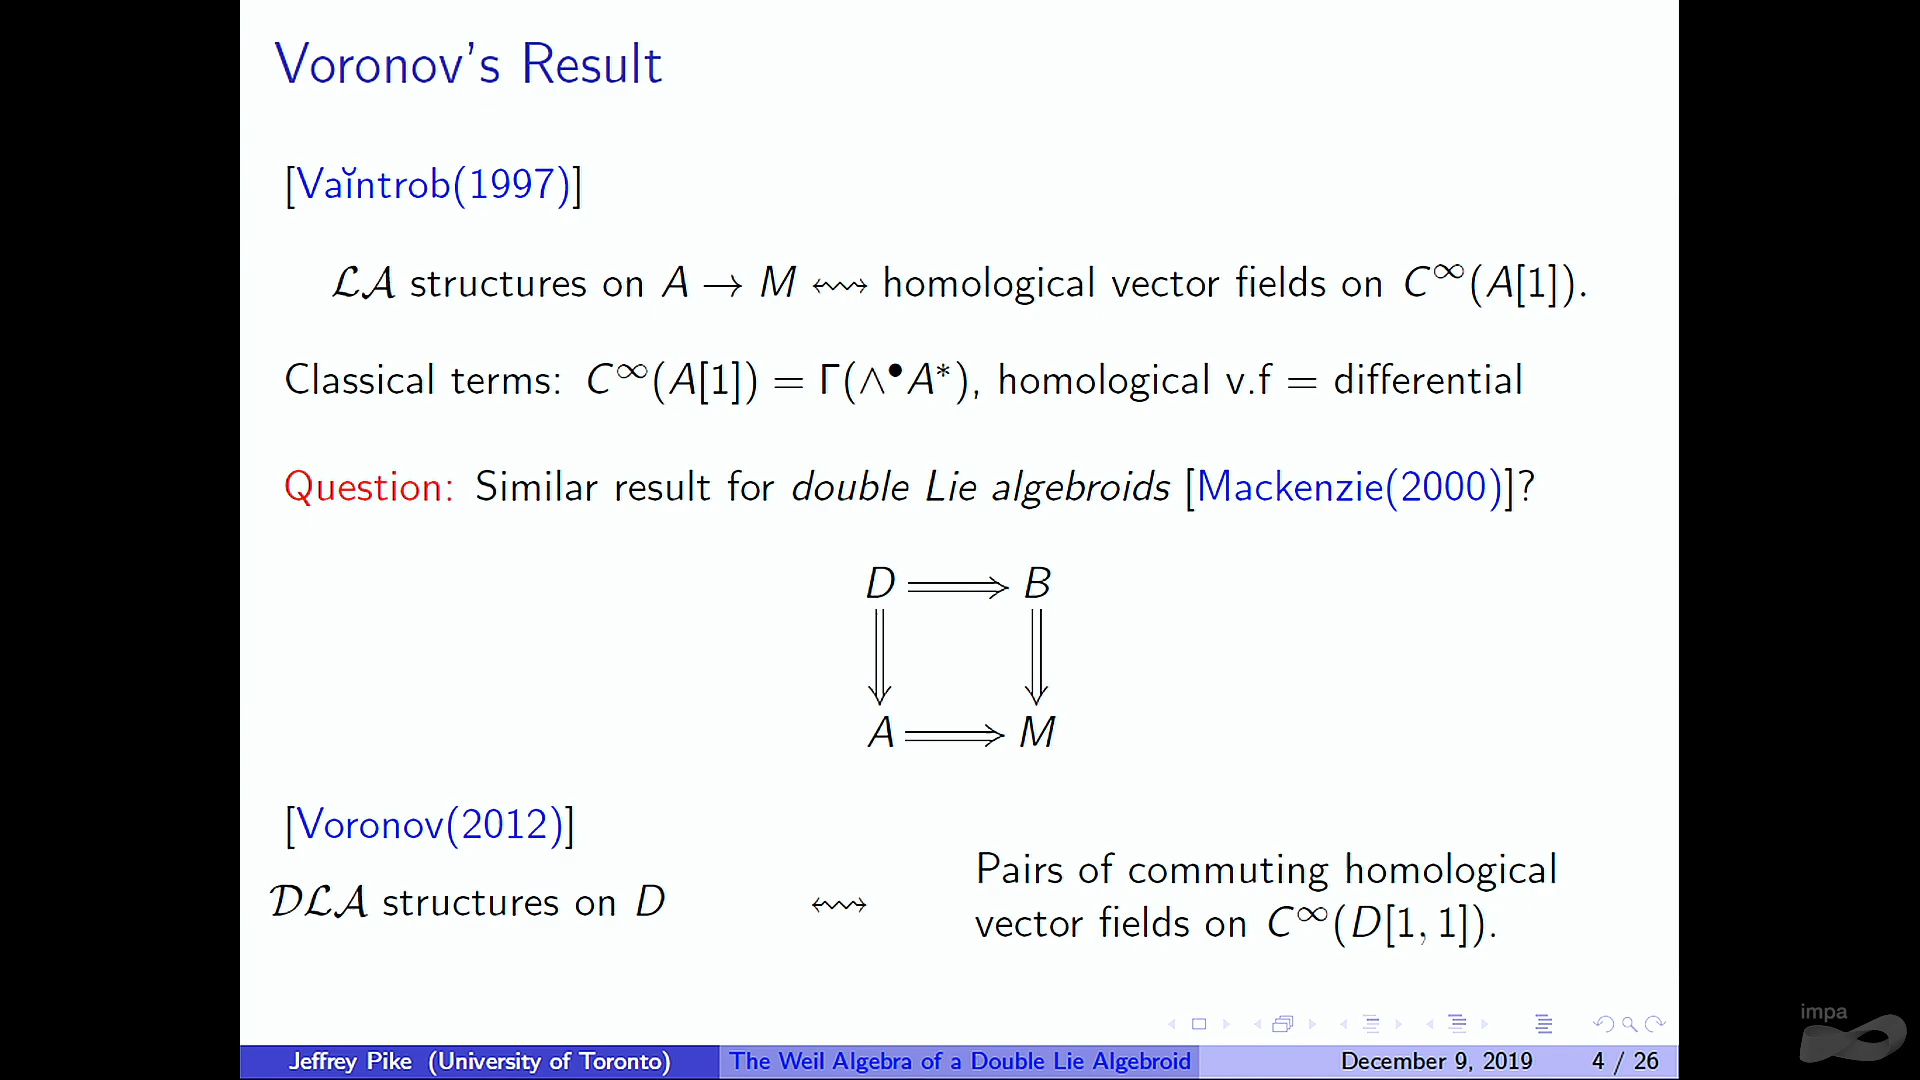 Voronov's Result
[Vaĭntrob(1997)]
𝓛𝓐 structures on A → M ⇜⇝ homological vector fields on C^∞(A[1]).
Classical terms: C^∞(A[1]) = Γ(∧^•A*), homological v.f = differential
Question: Similar result for double Lie algebroids [Mackenzie(2000)]?
D ⟹ B
A ⟹ M
[Voronov(2012)]
Pairs of commuting homological
𝓓𝓛𝓐 structures on D ⇜⇝
vector fields on C^∞(D[1, 1]).
impa
Jeffrey Pike (University of Toronto) The Weil Algebra of a Double Lie Algebroid December 9, 2019 4 / 26